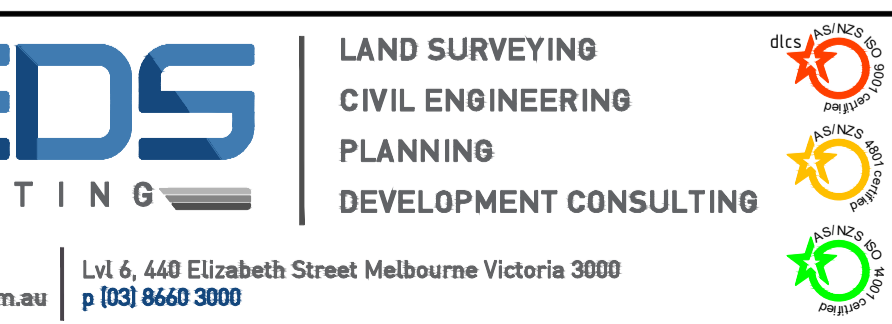 EDS
LAND SURVEYING
CIVIL ENGINEERING
PLANNING
DEVELOPMENT CONSULTING
TING
m.au
Lvl 6, 440 Elizabeth Street Melbourne Victoria 3000
p [03] 8660 3000
dlcs
AS/NZS ISO 9001 certified
AS/NZS 4801 certified
AS/NZS ISO 14001 certified